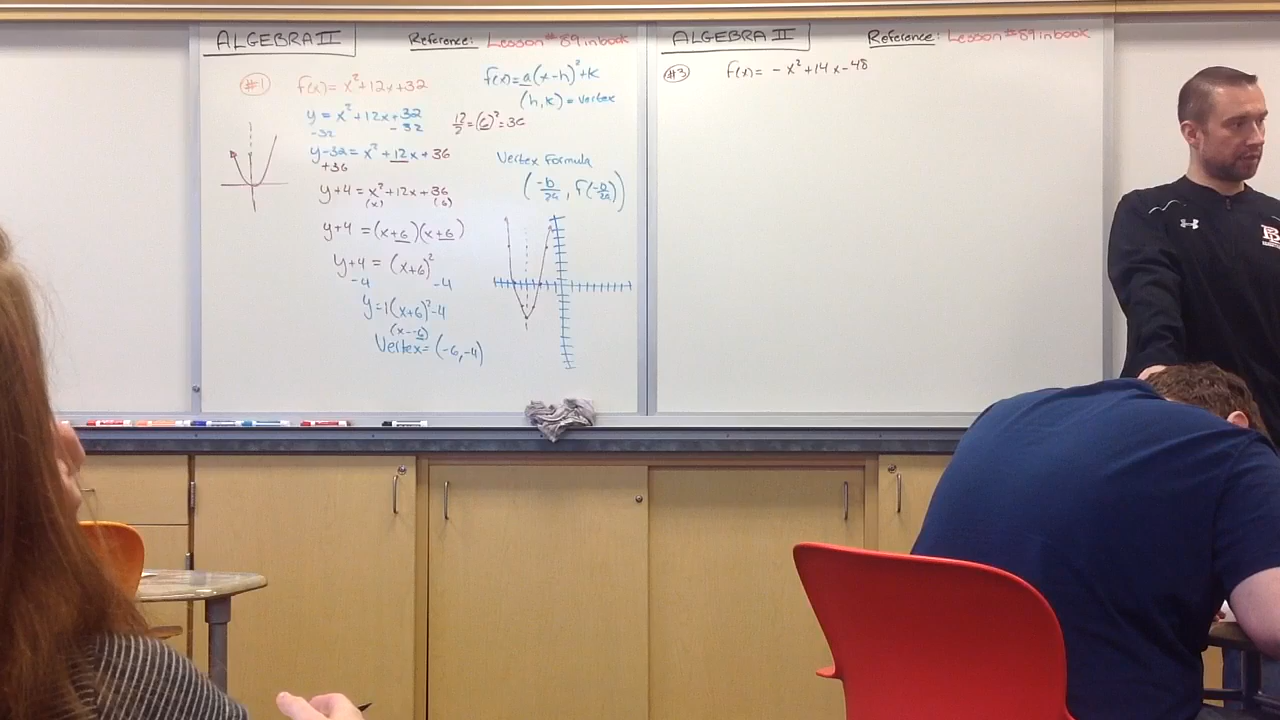 ALGEBRA II
Reference: Lesson # 89 in book
#1
f(x) = x²+12x+32
y = x²+12x+32
-32 -32
y-32 = x²+12x+36
+36
y+4 = x²+12x+36
(x) (6)
y+4 = (x+6)(x+6)
y+4 = (x+6)²
-4 -4
y=1(x+6)²-4
(x--6)
Vertex= (-6,-4)
f(x)=a(x-h)²+k
(h,k) = vertex
12/2=(6)²=36
Vertex Formula
(-b/2a, f(-b/2a))
ALGEBRA II
Reference: Lesson # 89 in book
#3
f(x)= -x²+14x-48